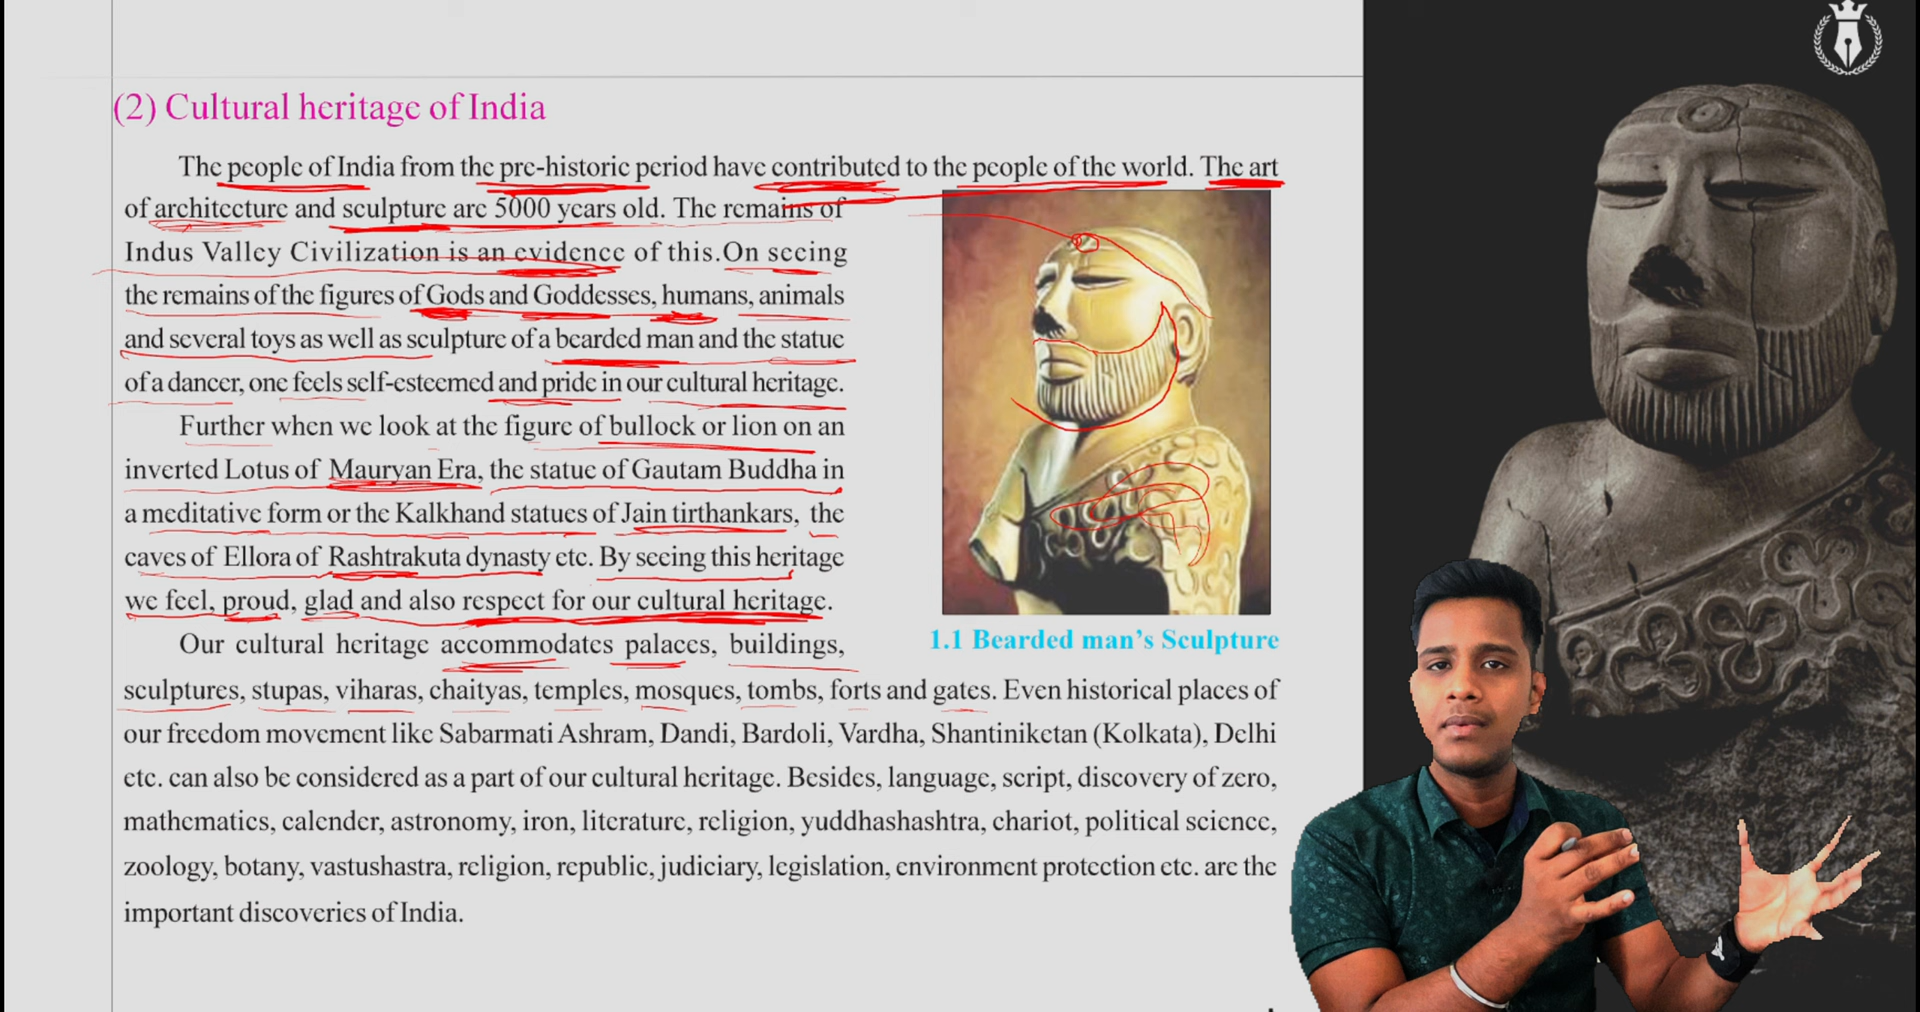 (2) Cultural heritage of India
The people of India from the pre-historic period have contributed to the people of the world. The art
of architecture and sculpture are 5000 years old. The remains of
Indus Valley Civilization is an evidence of this.On seeing
the remains of the figures of Gods and Goddesses, humans, animals
and several toys as well as sculpture of a bearded man and the statue
of a dancer, one feels self-esteemed and pride in our cultural heritage.
Further when we look at the figure of bullock or lion on an
inverted Lotus of Mauryan Era, the statue of Gautam Buddha in
a meditative form or the Kalkhand statues of Jain tirthankars, the
caves of Ellora of Rashtrakuta dynasty etc. By seeing this heritage
we feel, proud, glad and also respect for our cultural heritage.
1.1 Bearded man's Sculpture
Our cultural heritage accommodates palaces, buildings,
sculptures, stupas, viharas, chaityas, temples, mosques, tombs, forts and gates. Even historical places of
our freedom movement like Sabarmati Ashram, Dandi, Bardoli, Vardha, Shantiniketan (Kolkata), Delhi
etc. can also be considered as a part of our cultural heritage. Besides, language, script, discovery of zero,
mathematics, calender, astronomy, iron, literature, religion, yuddhashashtra, chariot, political science,
zoology, botany, vastushastra, religion, republic, judiciary, legislation, environment protection etc. are the
important discoveries of India.